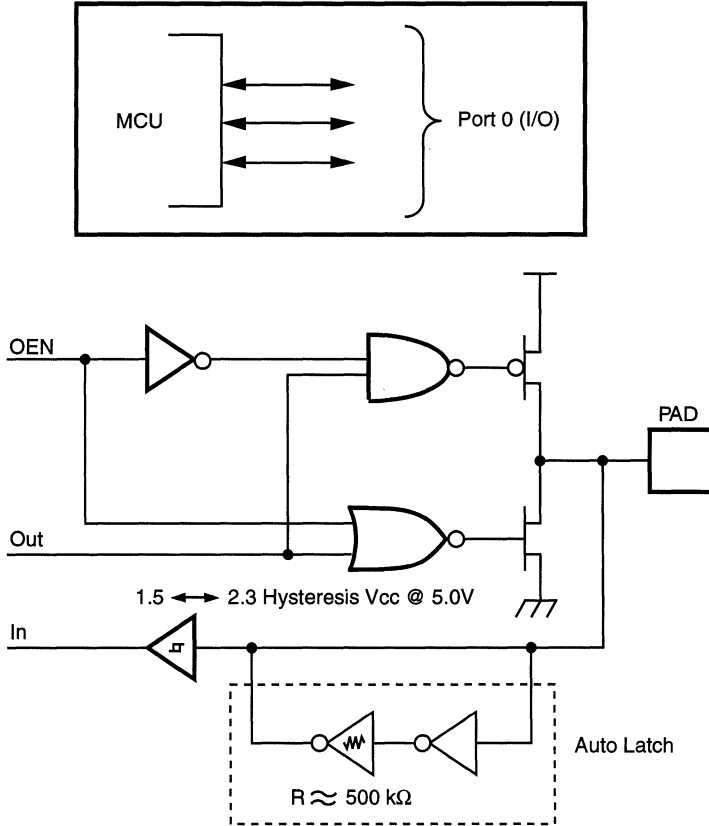 MCU
Port 0 (I/O)
OEN
PAD
Out
1.5 ↔ 2.3 Hysteresis Vcc @ 5.0V
In
Auto Latch
R ≈ 500 kΩ